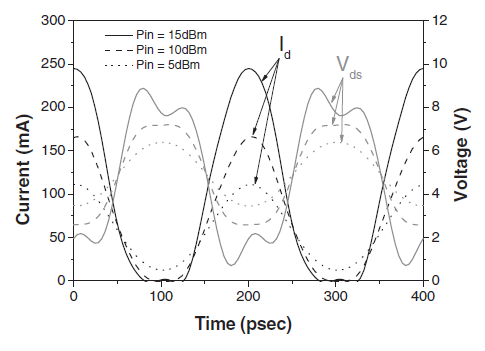 Pin = 15dBm
Pin = 10dBm
Pin = 5dBm
Id
Vds
300
250
200
150
100
50
0
12
10
8
6
4
2
0
0
100
200
300
400
Current (mA)
Voltage (V)
Time (psec)